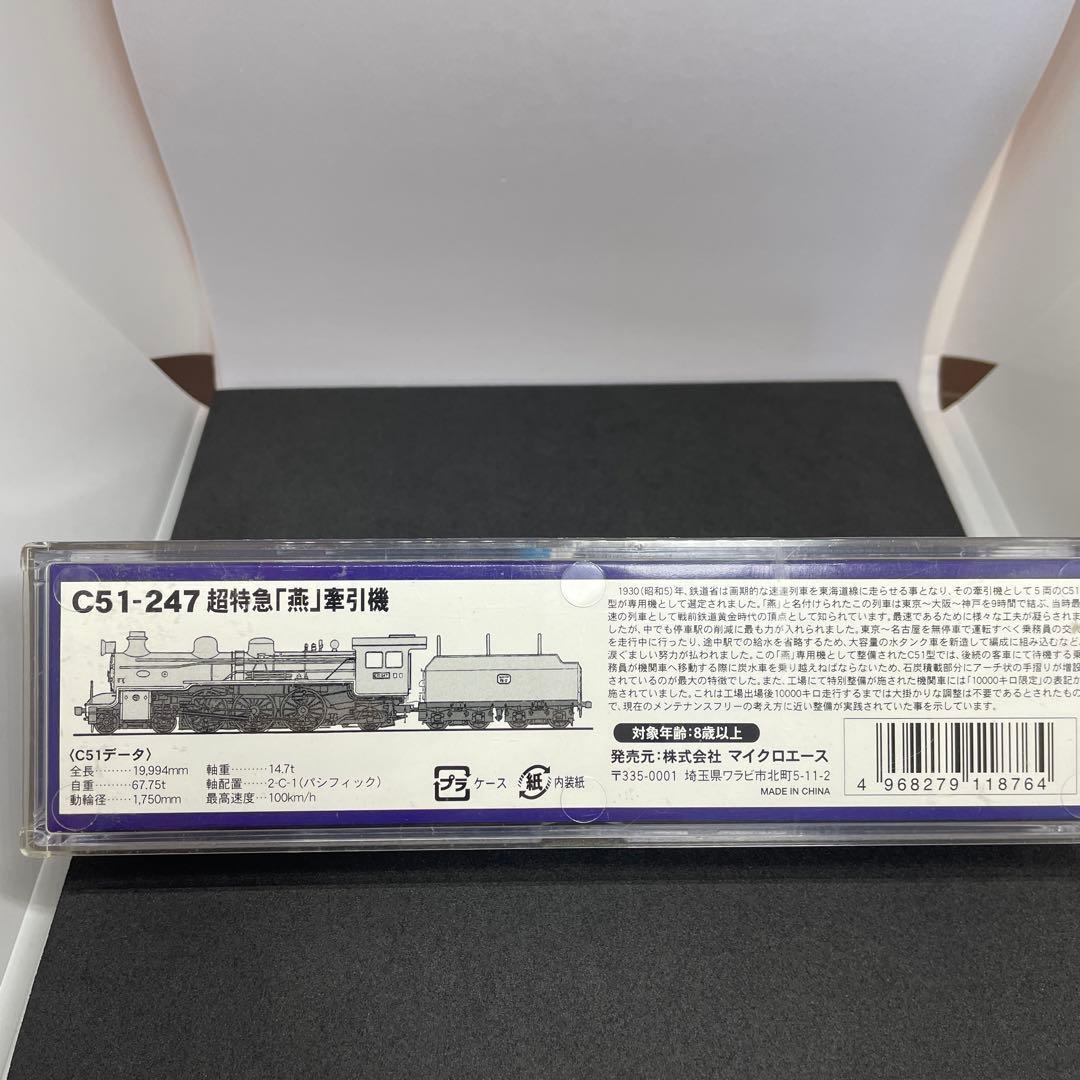 C51-247 超特急「燕」牽引機
〈C51データ〉
全長………19,994mm
自重………67.75t
動輪径……1,750mm
軸重…………14.7t
軸配置………2-C-1(パシフィック)
最高速度……100km/h
プラ ケース
紙 内装紙
1930(昭和5)年、鉄道省は画期的な速達列車を東海道線に走らせる事となり、その牽引機として5両のC51
型が専用機として選定されました。「燕」と名付けられたこの列車は東京〜大阪〜神戸を9時間で結ぶ、当時最
速の列車として戦前鉄道黄金時代の頂点として知られています。最速であるために様々な工夫が凝らされま
したが、中でも停車駅の削減に最も力が入れられました。東京〜名古屋を無停車で運転すべく乗務員の交
を走行中に行ったり、途中駅での給水を省略するため、大容量の水タンク車を新造して編成に組み込むなど
涙ぐましい努力が払われました。この「燕」専用機として整備されたC51型では、後続の客車にて待機する乗
務員が機関車へ移動する際に炭水車を乗り越えねばならないため、石炭積載部分にアーチ状の手摺りが増設
されているのが最大の特徴でした。また、工場にて特別整備が施された機関車には「10000キロ限定」の表記が
施されていました。これは工場出場後10000キロ走行するまでは大掛かりな調整は不要であるとされたもの
で、現在のメンテナンスフリーの考え方に近い整備が実践されていた事を示しています。
対象年齢:8歳以上
発売元:株式会社 マイクロエース
〒335-0001 埼玉県ワラビ市北町5-11-2
MADE IN CHINA
4 968279 118764